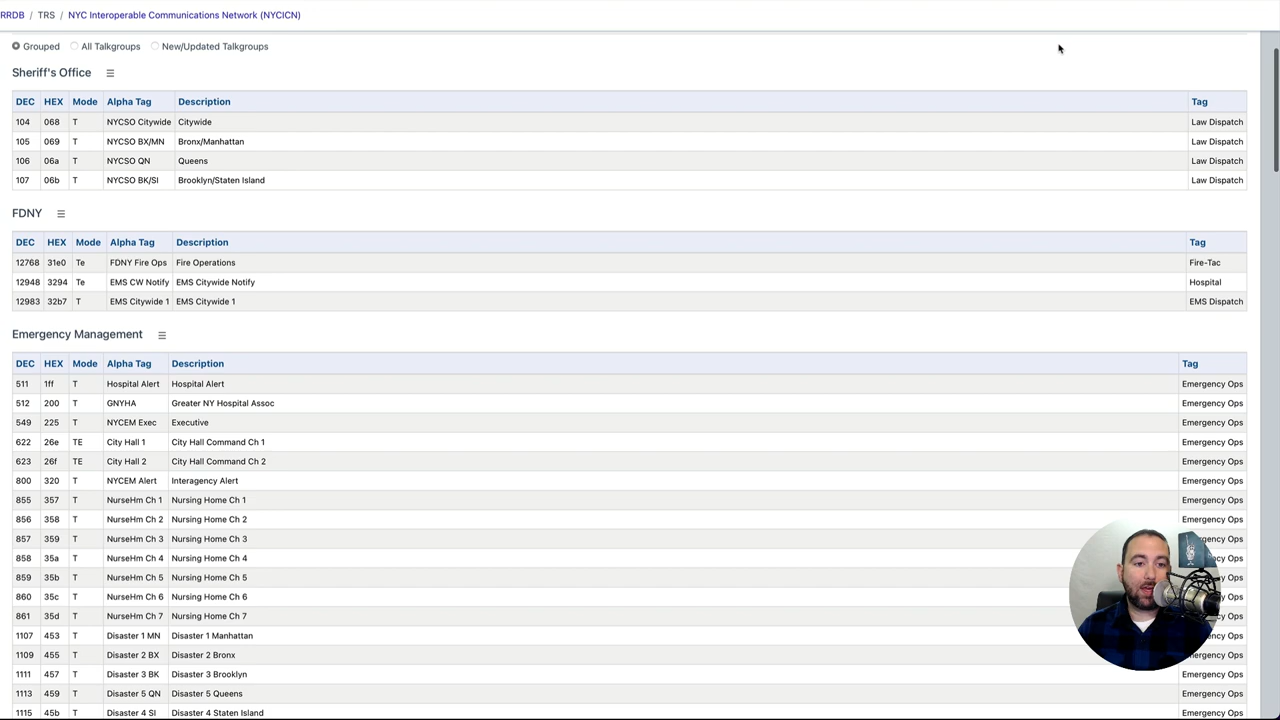 RRDB / TRS / NYC Interoperable Communications Network (NYCICN)
Grouped All Talkgroups New/Updated Talkgroups
Sheriff's Office
DEC HEX Mode Alpha Tag Description Tag
104 068 T NYCSO Citywide Citywide Law Dispatch
105 069 T NYCSO BX/MN Bronx/Manhattan Law Dispatch
106 06a T NYCSO QN Queens Law Dispatch
107 06b T NYCSO BK/SI Brooklyn/Staten Island Law Dispatch
FDNY
DEC HEX Mode Alpha Tag Description Tag
12768 31e0 Te FDNY Fire Ops Fire Operations Fire-Tac
12948 3294 Te EMS CW Notify EMS Citywide Notify Hospital
12983 32b7 T EMS Citywide 1 EMS Citywide 1 EMS Dispatch
Emergency Management
DEC HEX Mode Alpha Tag Description Tag
511 1ff T Hospital Alert Hospital Alert Emergency Ops
512 200 T GNYHA Greater NY Hospital Assoc Emergency Ops
549 225 T NYCEM Exec Executive Emergency Ops
622 26e TE City Hall 1 City Hall Command Ch 1 Emergency Ops
623 26f TE City Hall 2 City Hall Command Ch 2 Emergency Ops
800 320 T NYCEM Alert Interagency Alert Emergency Ops
855 357 T NurseHm Ch 1 Nursing Home Ch 1 Emergency Ops
856 358 T NurseHm Ch 2 Nursing Home Ch 2 Emergency Ops
857 359 T NurseHm Ch 3 Nursing Home Ch 3 Ops
858 35a T NurseHm Ch 4 Nursing Home Ch 4 Ops
859 35b T NurseHm Ch 5 Nursing Home Ch 5 Ops
860 35c T NurseHm Ch 6 Nursing Home Ch 6 Ops
861 35d T NurseHm Ch 7 Nursing Home Ch 7 Ops
1107 453 T Disaster 1 MN Disaster 1 Manhattan Ops
1109 455 T Disaster 2 BX Disaster 2 Bronx Ops
1111 457 T Disaster 3 BK Disaster 3 Brooklyn Emergency Ops
1113 459 T Disaster 5 QN Disaster 5 Queens Emergency Ops
1115 45b T Disaster 4 SI Disaster 4 Staten Island Emergency Ops